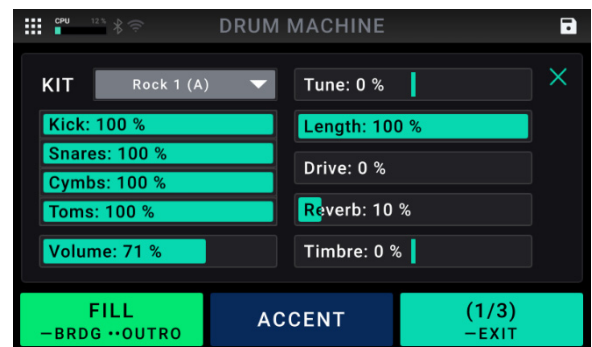 CPU 12 % DRUM MACHINE
KIT Rock 1 (A)
Kick: 100 %
Snares: 100 %
Cymbs: 100 %
Toms: 100 %
Volume: 71 %
Tune: 0 %
Length: 100 %
Drive: 0 %
Reverb: 10 %
Timbre: 0 %
FILL
—BRDG ••OUTRO
ACCENT
(1/3)
—EXIT